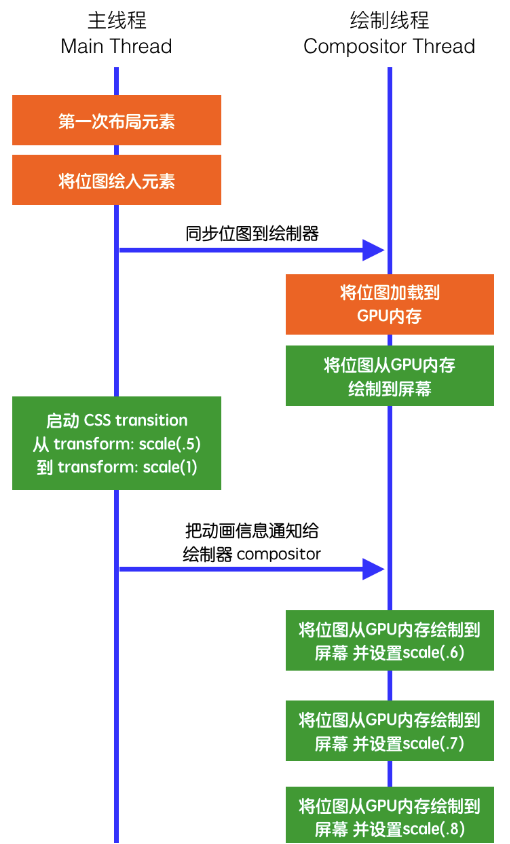 主线程
Main Thread
绘制线程
Compositor Thread
第一次布局元素
将位图绘人元素
同步位图到绘制器
将位图加载到
GPU内存
将位图从GPU内存
绘制到屏幕
启动 CSS transition
从 transform: scale(.5)
到 transform: scale(1)
把动画信息通知给
绘制器 compositor
将位图从GPU内存绘制到
屏幕 并设置scale(.6)
将位图从GPU内存绘制到
屏幕 并设置scale(.7)
将位图从GPU内存绘制到
屏幕 并设置scale(.8)